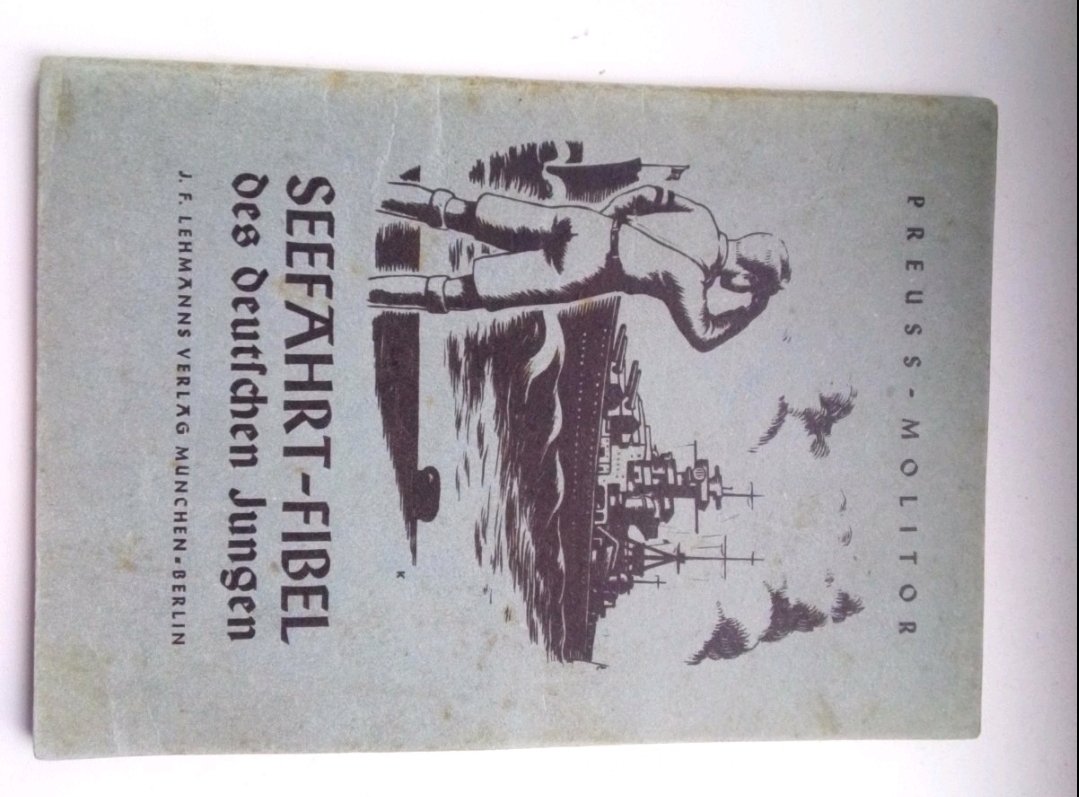 PREUSS-MOLITOR
K
SEEFAHRT-FIBEL
des deutſchen Jungen
J. F. LEHMANNS VERLAG MÜNCHEN-BERLIN